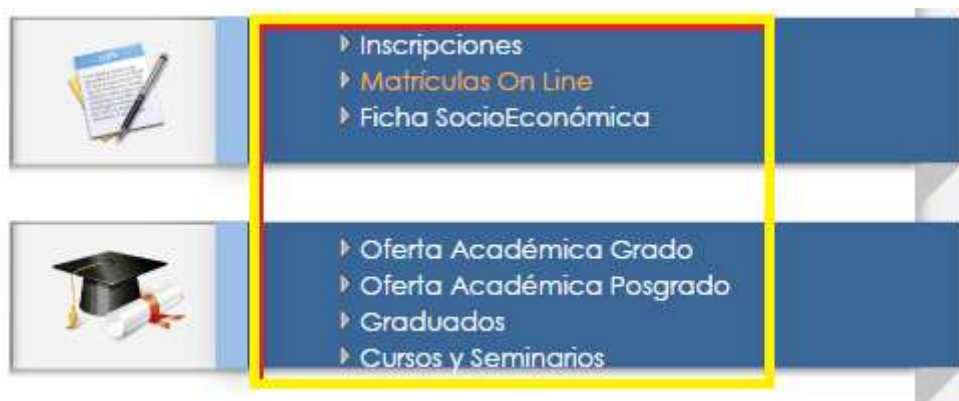 Inscripciones
Matrículas On Line
Ficha SocioEconómica
Oferta Académica Grado
Oferta Académica Posgrado
Graduados
Cursos y Seminarios